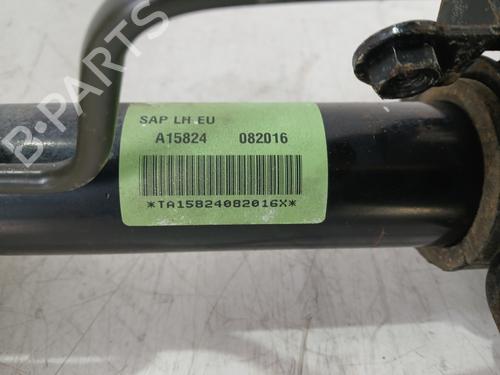 B-PARTS
SAP LH EU
A15824 082016
*TA15824082016X*